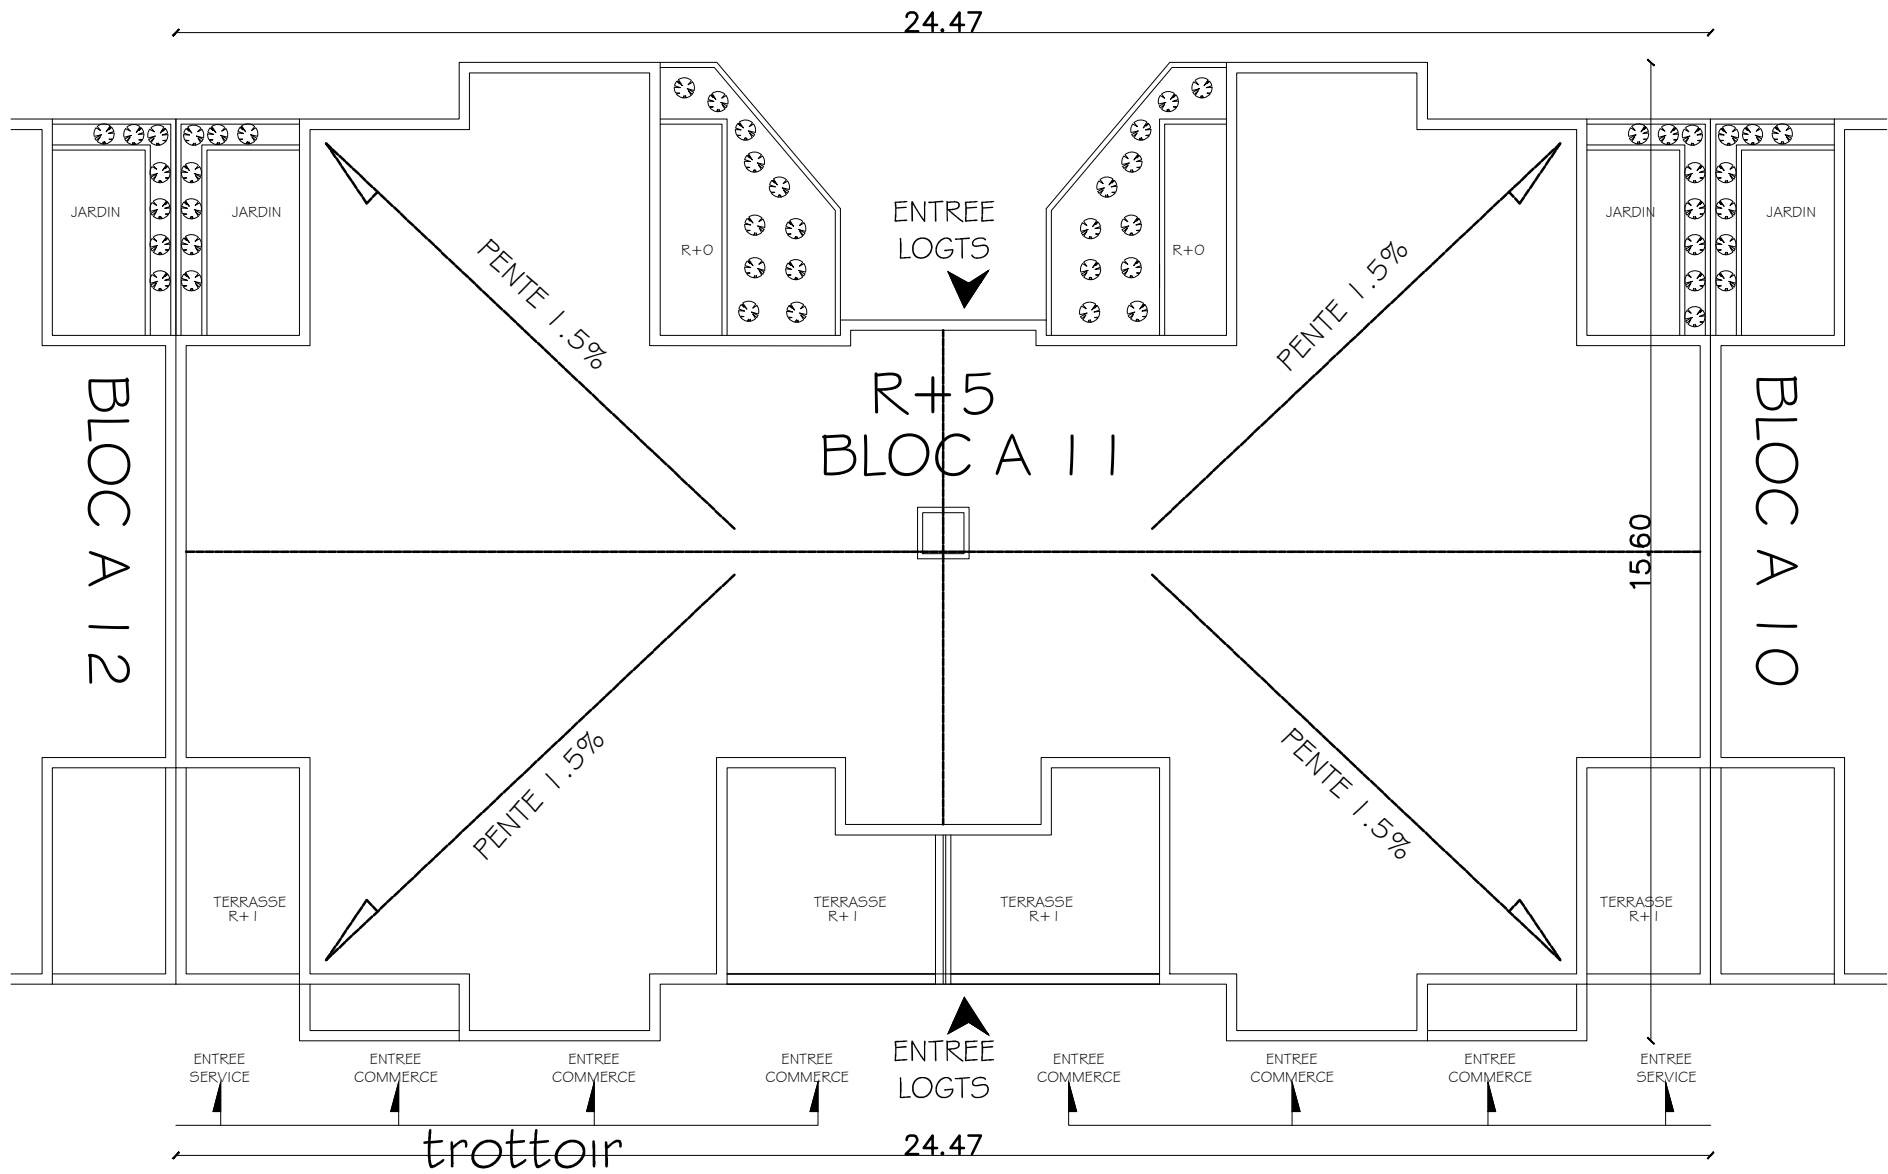 24.47
JARDIN
JARDIN
R+0
ENTREE
LOGTS
R+0
JARDIN
JARDIN
PENTE 1.5%
PENTE 1.5%
R+5
BLOC A 11
BLOC A 12
BLOC A 10
15.60
PENTE 1.5%
PENTE 1.5%
TERRASSE
R+1
TERRASSE
R+1
TERRASSE
R+1
TERRASSE
R+1
ENTREE
SERVICE
ENTREE
COMMERCE
ENTREE
COMMERCE
ENTREE
COMMERCE
ENTREE
LOGTS
ENTREE
COMMERCE
ENTREE
COMMERCE
ENTREE
COMMERCE
ENTREE
SERVICE
trottoir
24.47